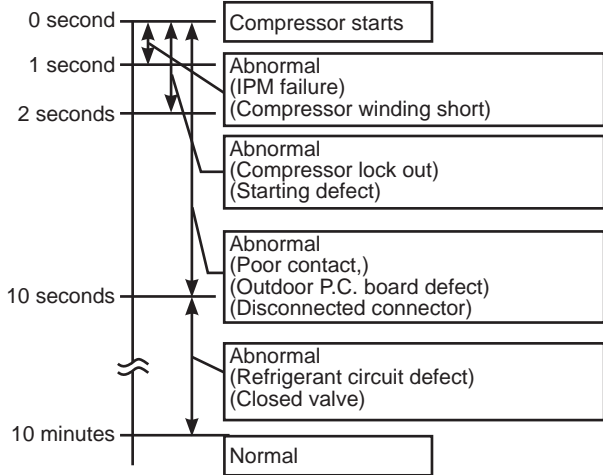 0 second
Compressor starts
1 second
Abnormal
(IPM failure)
(Compressor winding short)
2 seconds
Abnormal
(Compressor lock out)
(Starting defect)
Abnormal
(Poor contact,)
(Outdoor P.C. board defect)
(Disconnected connector)
10 seconds
Abnormal
(Refrigerant circuit defect)
(Closed valve)
10 minutes
Normal